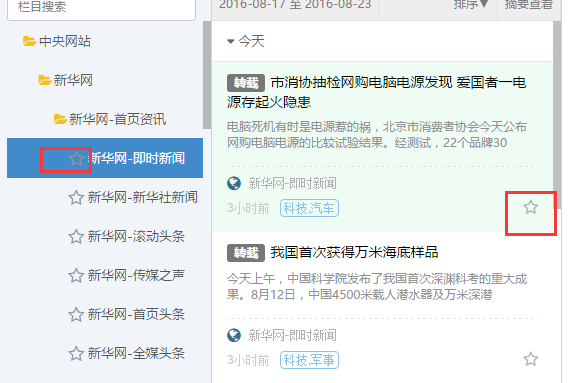 栏目搜索
中央网站
新华网
新华网-首页资讯
新华网-即时新闻
新华网-新华社新闻
新华网-滚动头条
新华网-传媒之声
新华网-首页头条
新华网-全媒头条
2016-08-17 至 2016-08-23 排序▼ 摘要查看
今天
转载 市消协抽检网购电脑电源发现 爱国者一电
源存起火隐患
电脑死机有时是电源惹的祸，北京市消费者协会今天公布
网购电脑电源的比较试验结果。经测试，22个品牌30
新华网-即时新闻
3小时前 科技.汽车
转载 我国首次获得万米海底样品
今天上午，中国科学院发布了我国首次深渊科考的重大成
果。8月12日，中国4500米载人潜水器及万米深潜
新华网-即时新闻
3小时前 科技.军事